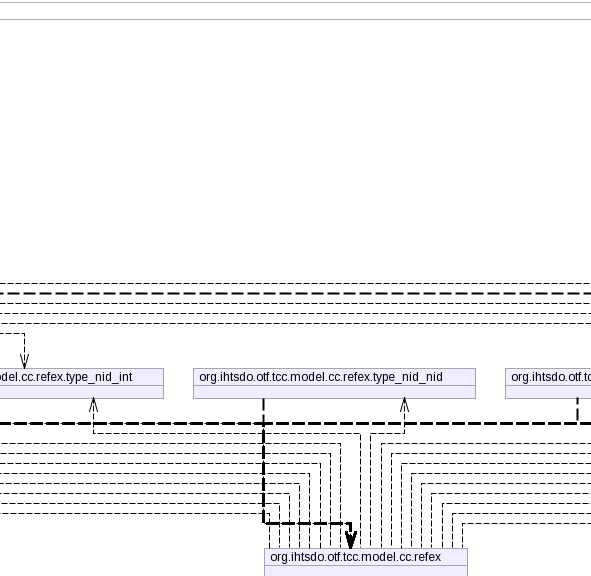 del.cc.refex.type_nid_int
org.ihtsdo.otf.tcc.model.cc.refex.type_nid_nid
org.ihtsdo.otf.tc
org.ihtsdo.otf.tcc.model.cc.refex